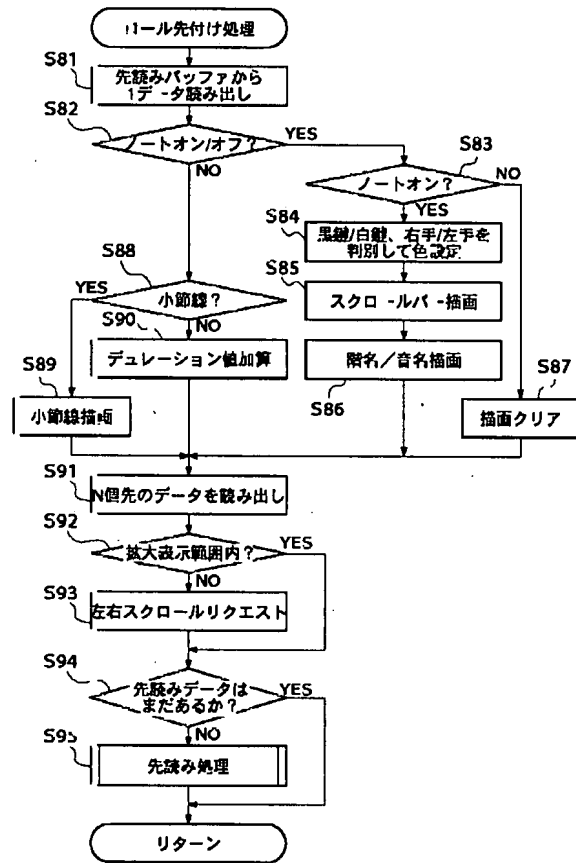 ロール先付け処理
S81
先読みバッファから
1データ読み出し
S82
ノートオン/オフ?
YES
NO
S83
ノートオン?
NO
YES
S84
黒鍵/白鍵、右手/左手を
判別して色設定
S85
スクロールバー描画
階名/音名描画
S86
S87
描画クリア
S88
小節線?
YES
NO
S90
デュレーション値加算
S89
小節線描画
S91
N個先のデータを読み出し
S92
拡大表示範囲内?
YES
NO
S93
左右スクロールリクエスト
S94
先読みデータは
まだあるか?
YES
NO
S95
先読み処理
リターン